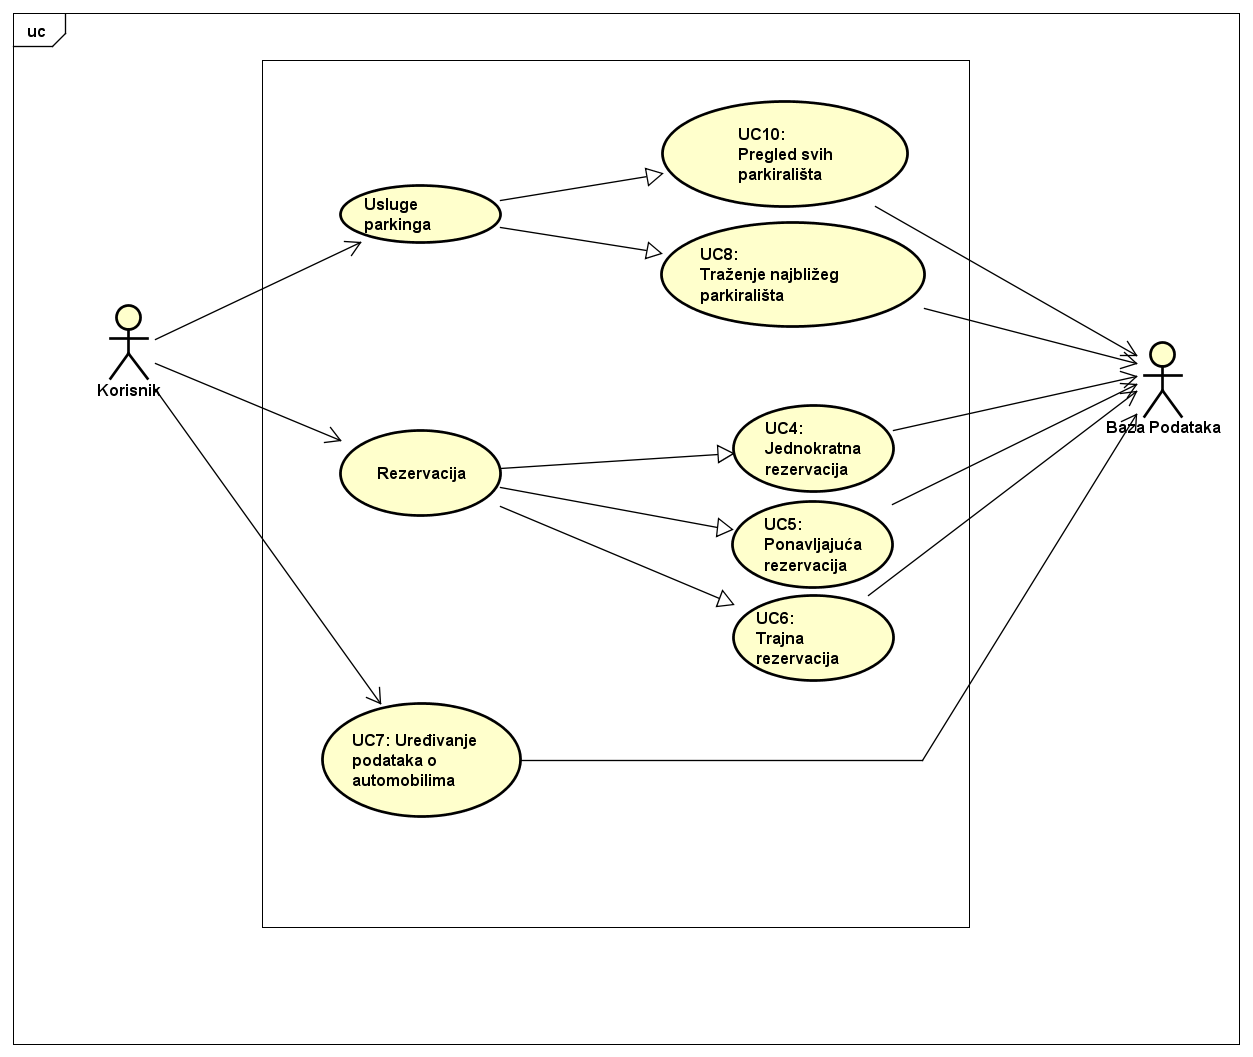 uc
UC10:
Pregled svih
parkirališta
Usluge
parkinga
UC8:
Traženje najbližeg
parkirališta
Korisnik
Baza Podataka
UC4:
Jednokratna
rezervacija
Rezervacija
UC5:
Ponavljajuća
rezervacija
UC6:
Trajna
rezervacija
UC7: Uređivanje
podataka o
automobilima